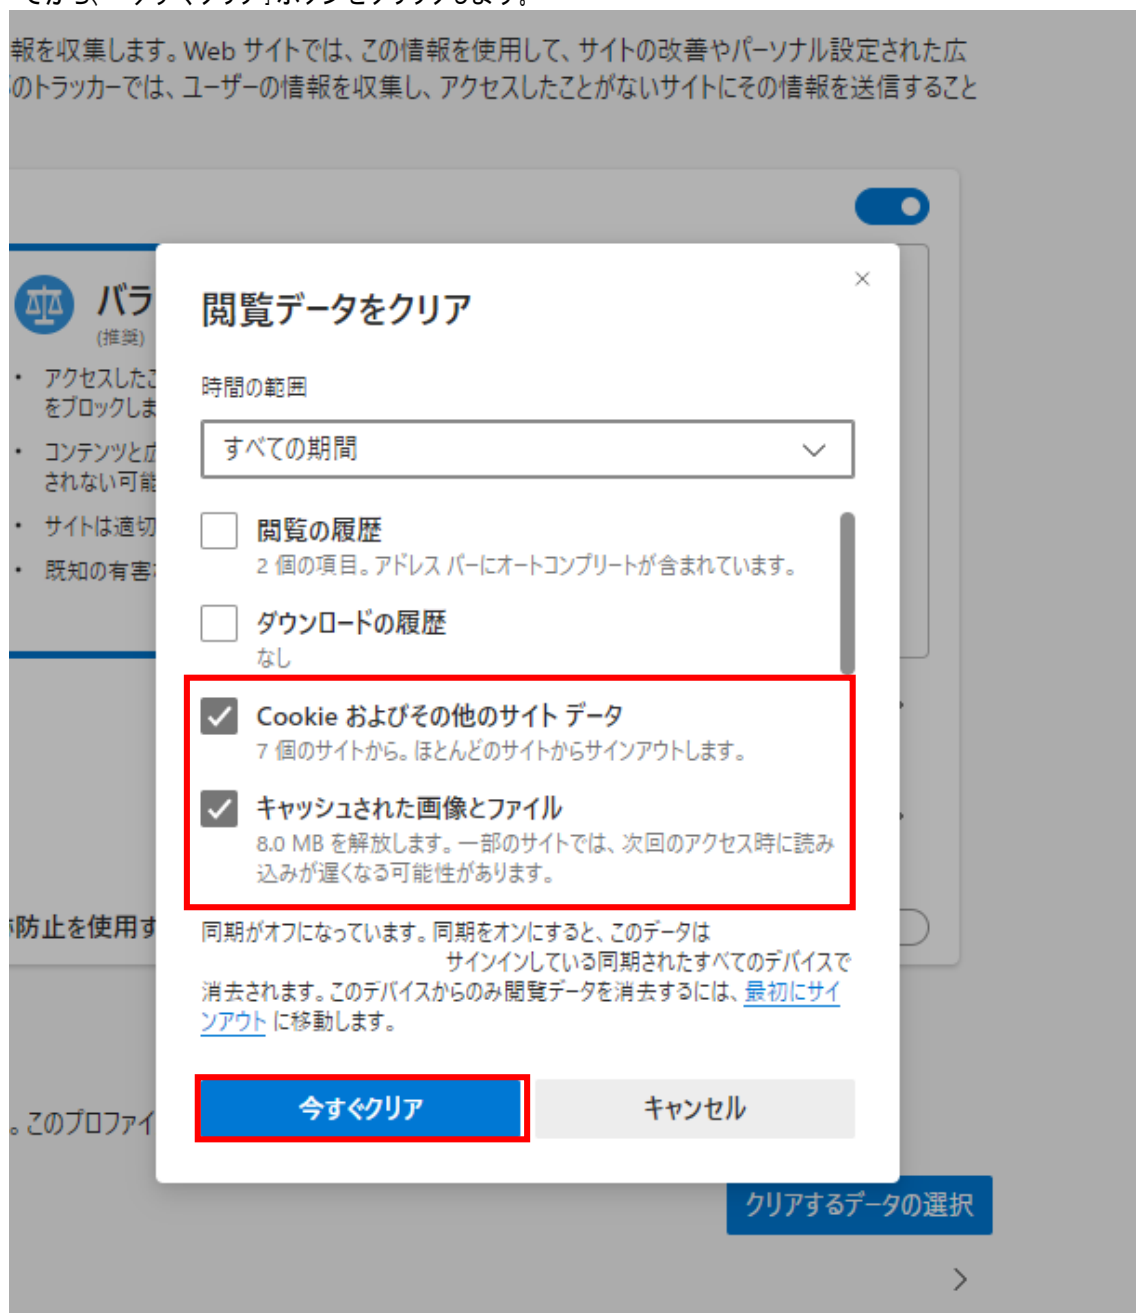 報を収集します。Web サイトでは、この情報を使用して、サイトの改善やパーソナル設定された広
のトラッカーでは、ユーザーの情報を収集し、アクセスしたことがないサイトにその情報を送信すること
バラ
(推奨)
• アクセスしたこ
をブロックしま
• コンテンツと広
されない可能
• サイトは適切
• 既知の有害
閲覧データをクリア
時間の範囲
すべての期間
閲覧の履歴
2 個の項目。アドレス バーにオートコンプリートが含まれています。
ダウンロードの履歴
なし
Cookie およびその他のサイト データ
7 個のサイトから。ほとんどのサイトからサインアウトします。
キャッシュされた画像とファイル
8.0 MB を解放します。一部のサイトでは、次回のアクセス時に読み
込みが遅くなる可能性があります。
同期がオフになっています。同期をオンにすると、このデータは
サインインしている同期されたすべてのデバイスで
消去されます。このデバイスからのみ閲覧データを消去するには、最初にサイ
ンアウト に移動します。
防止を使用す
今すぐクリア
キャンセル
。このプロファイ
クリアするデータの選択